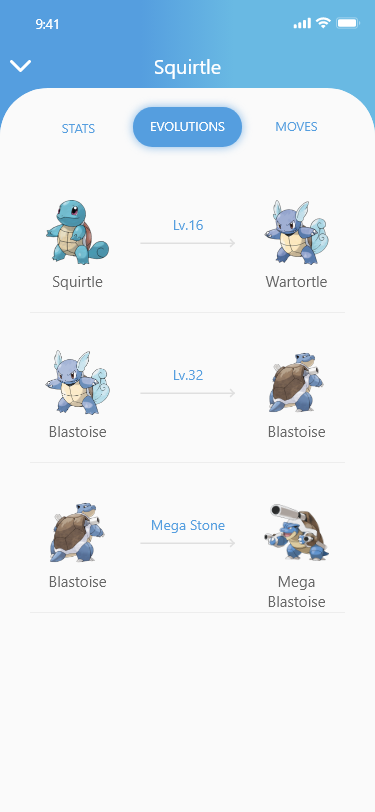 9:41
Squirtle
STATS EVOLUTIONS MOVES
Lv.16
Squirtle Wartortle
Lv.32
Blastoise Blastoise
Mega Stone
Blastoise Mega
Blastoise